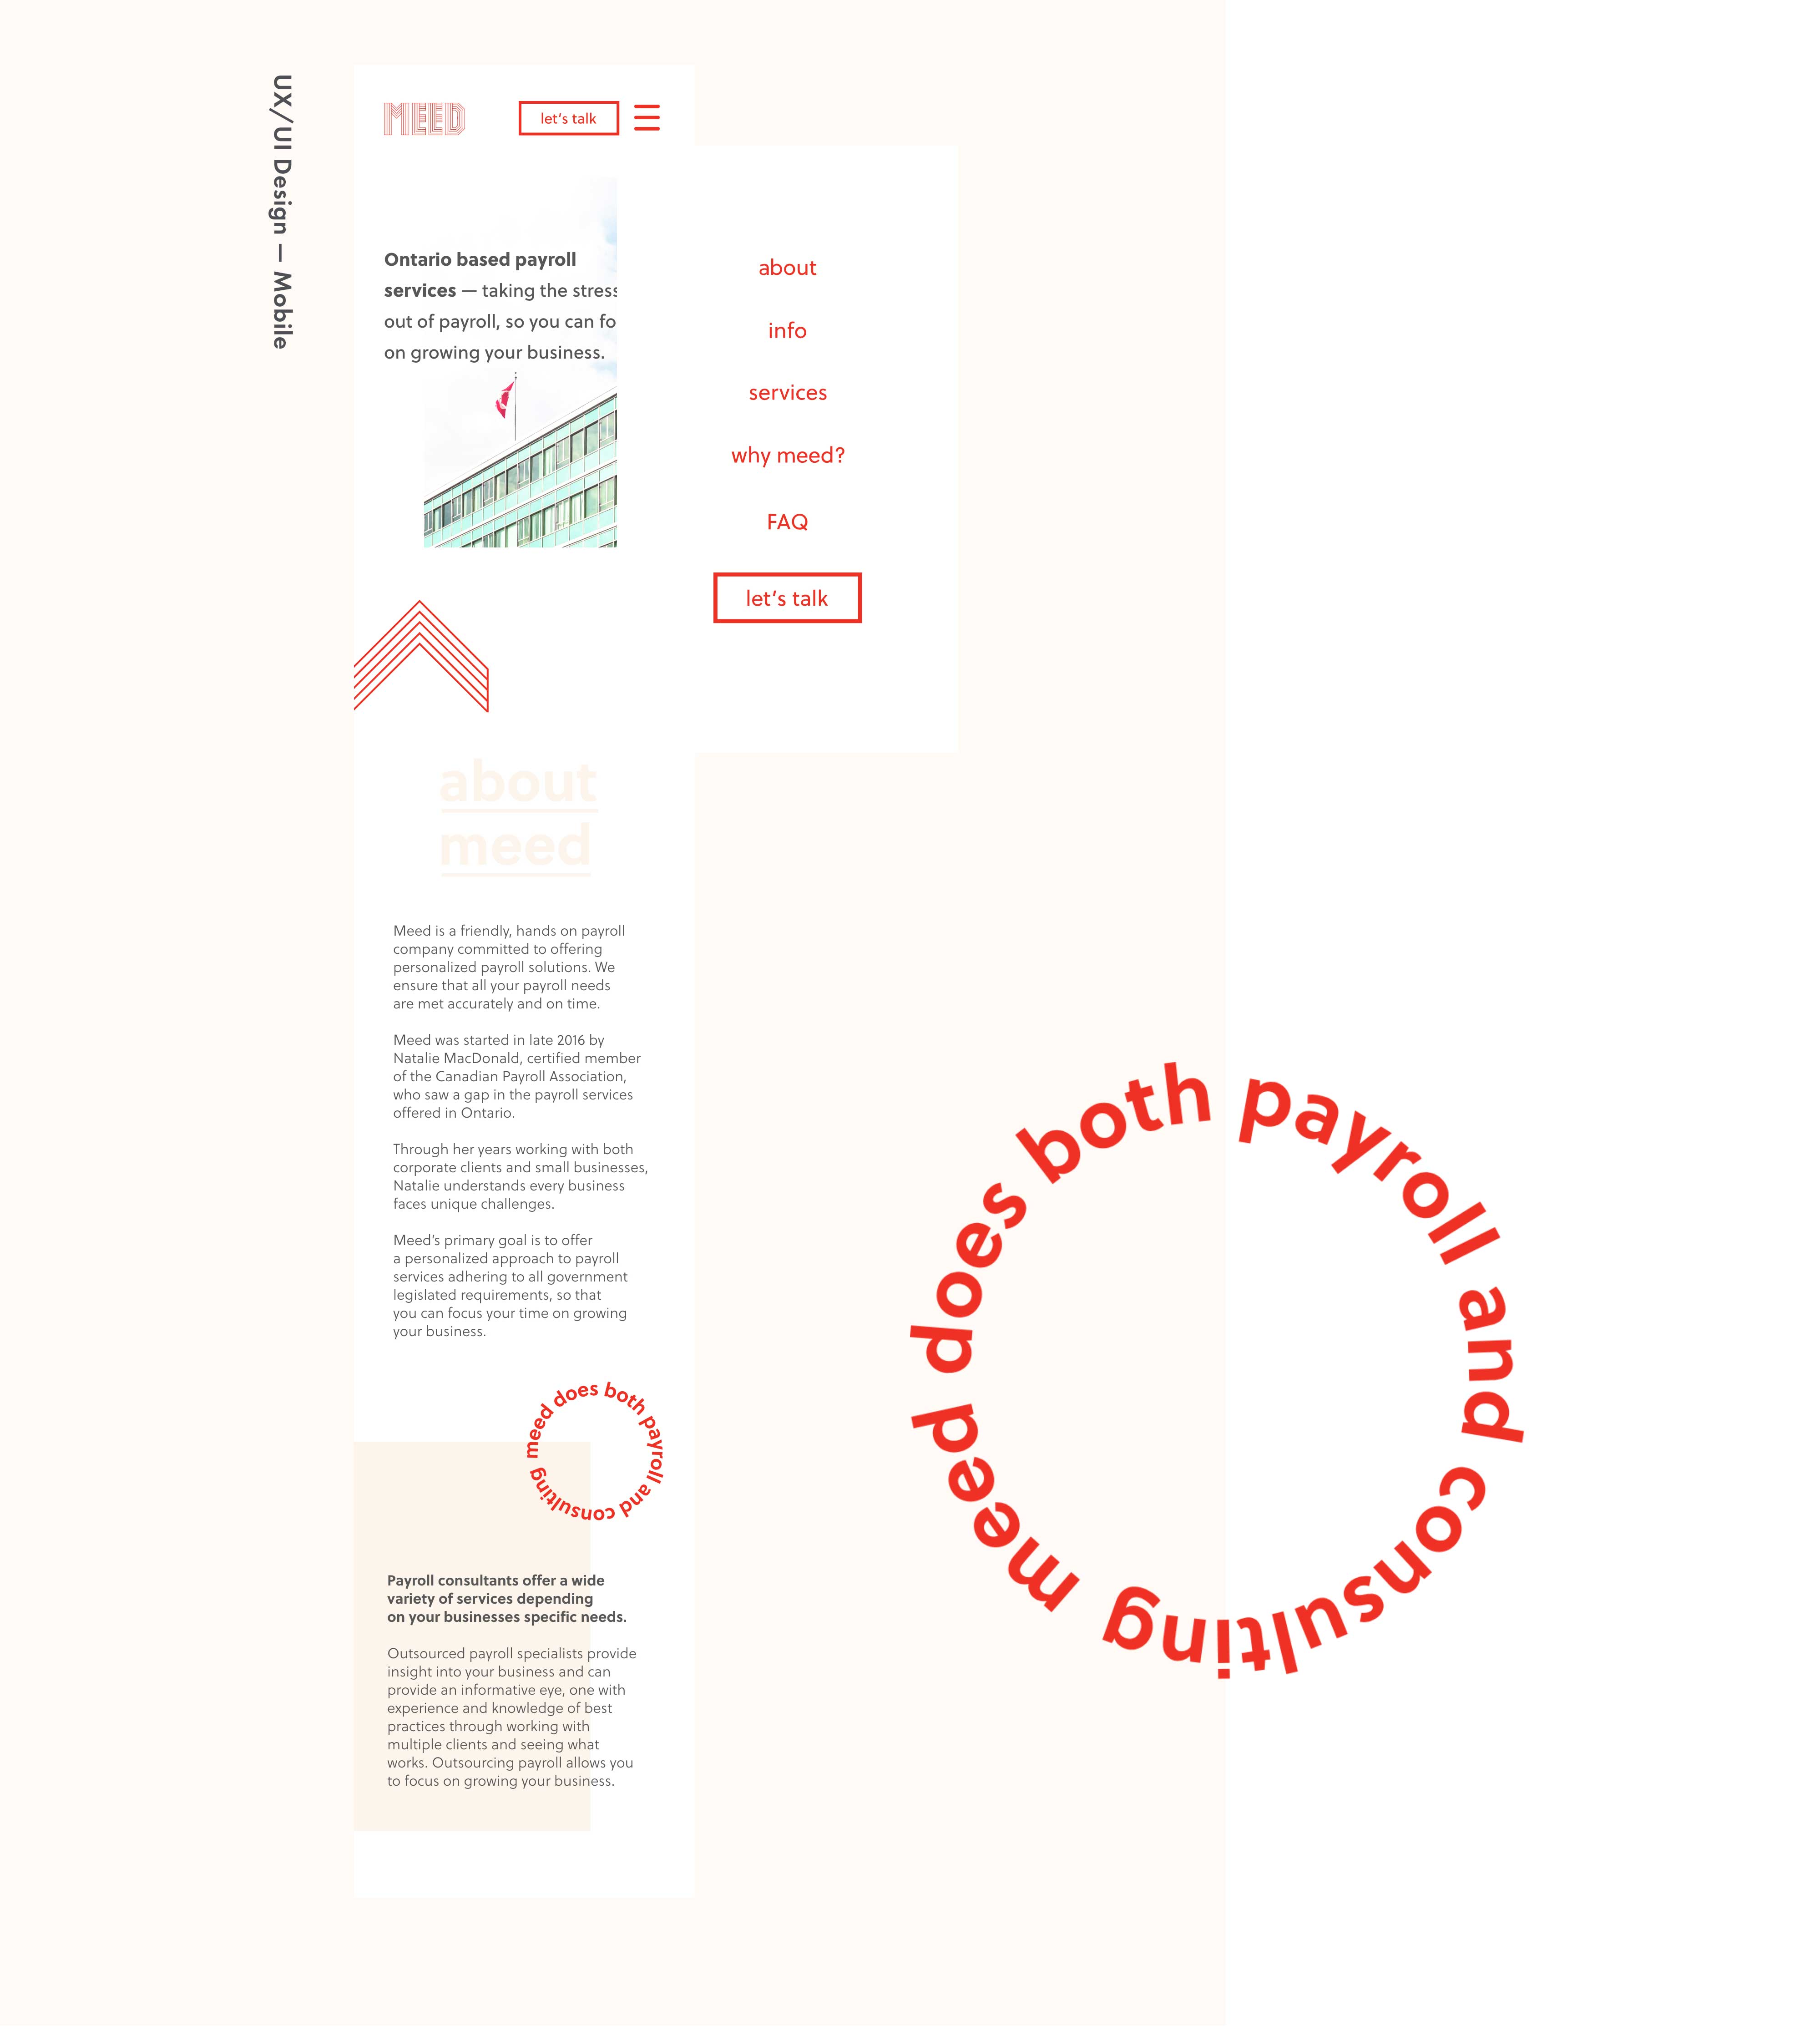 UX/UI Design — Mobile
MEED
let's talk
Ontario based payroll
services — taking the stress
out of payroll, so you can fo
on growing your business.
about
info
services
why meed?
FAQ
let's talk
about
meed
Meed is a friendly, hands on payroll
company committed to offering
personalized payroll solutions. We
ensure that all your payroll needs
are met accurately and on time.
Meed was started in late 2016 by
Natalie MacDonald, certified member
of the Canadian Payroll Association,
who saw a gap in the payroll services
offered in Ontario.
Through her years working with both
corporate clients and small businesses,
Natalie understands every business
faces unique challenges.
Meed's primary goal is to offer
a personalized approach to payroll
services adhering to all government
legislated requirements, so that
you can focus your time on growing
your business.
meed does both payroll and consulting
Payroll consultants offer a wide
variety of services depending
on your businesses specific needs.
Outsourced payroll specialists provide
insight into your business and can
provide an informative eye, one with
experience and knowledge of best
practices through working with
multiple clients and seeing what
works. Outsourcing payroll allows you
to focus on growing your business.
meed does both payroll and consulting